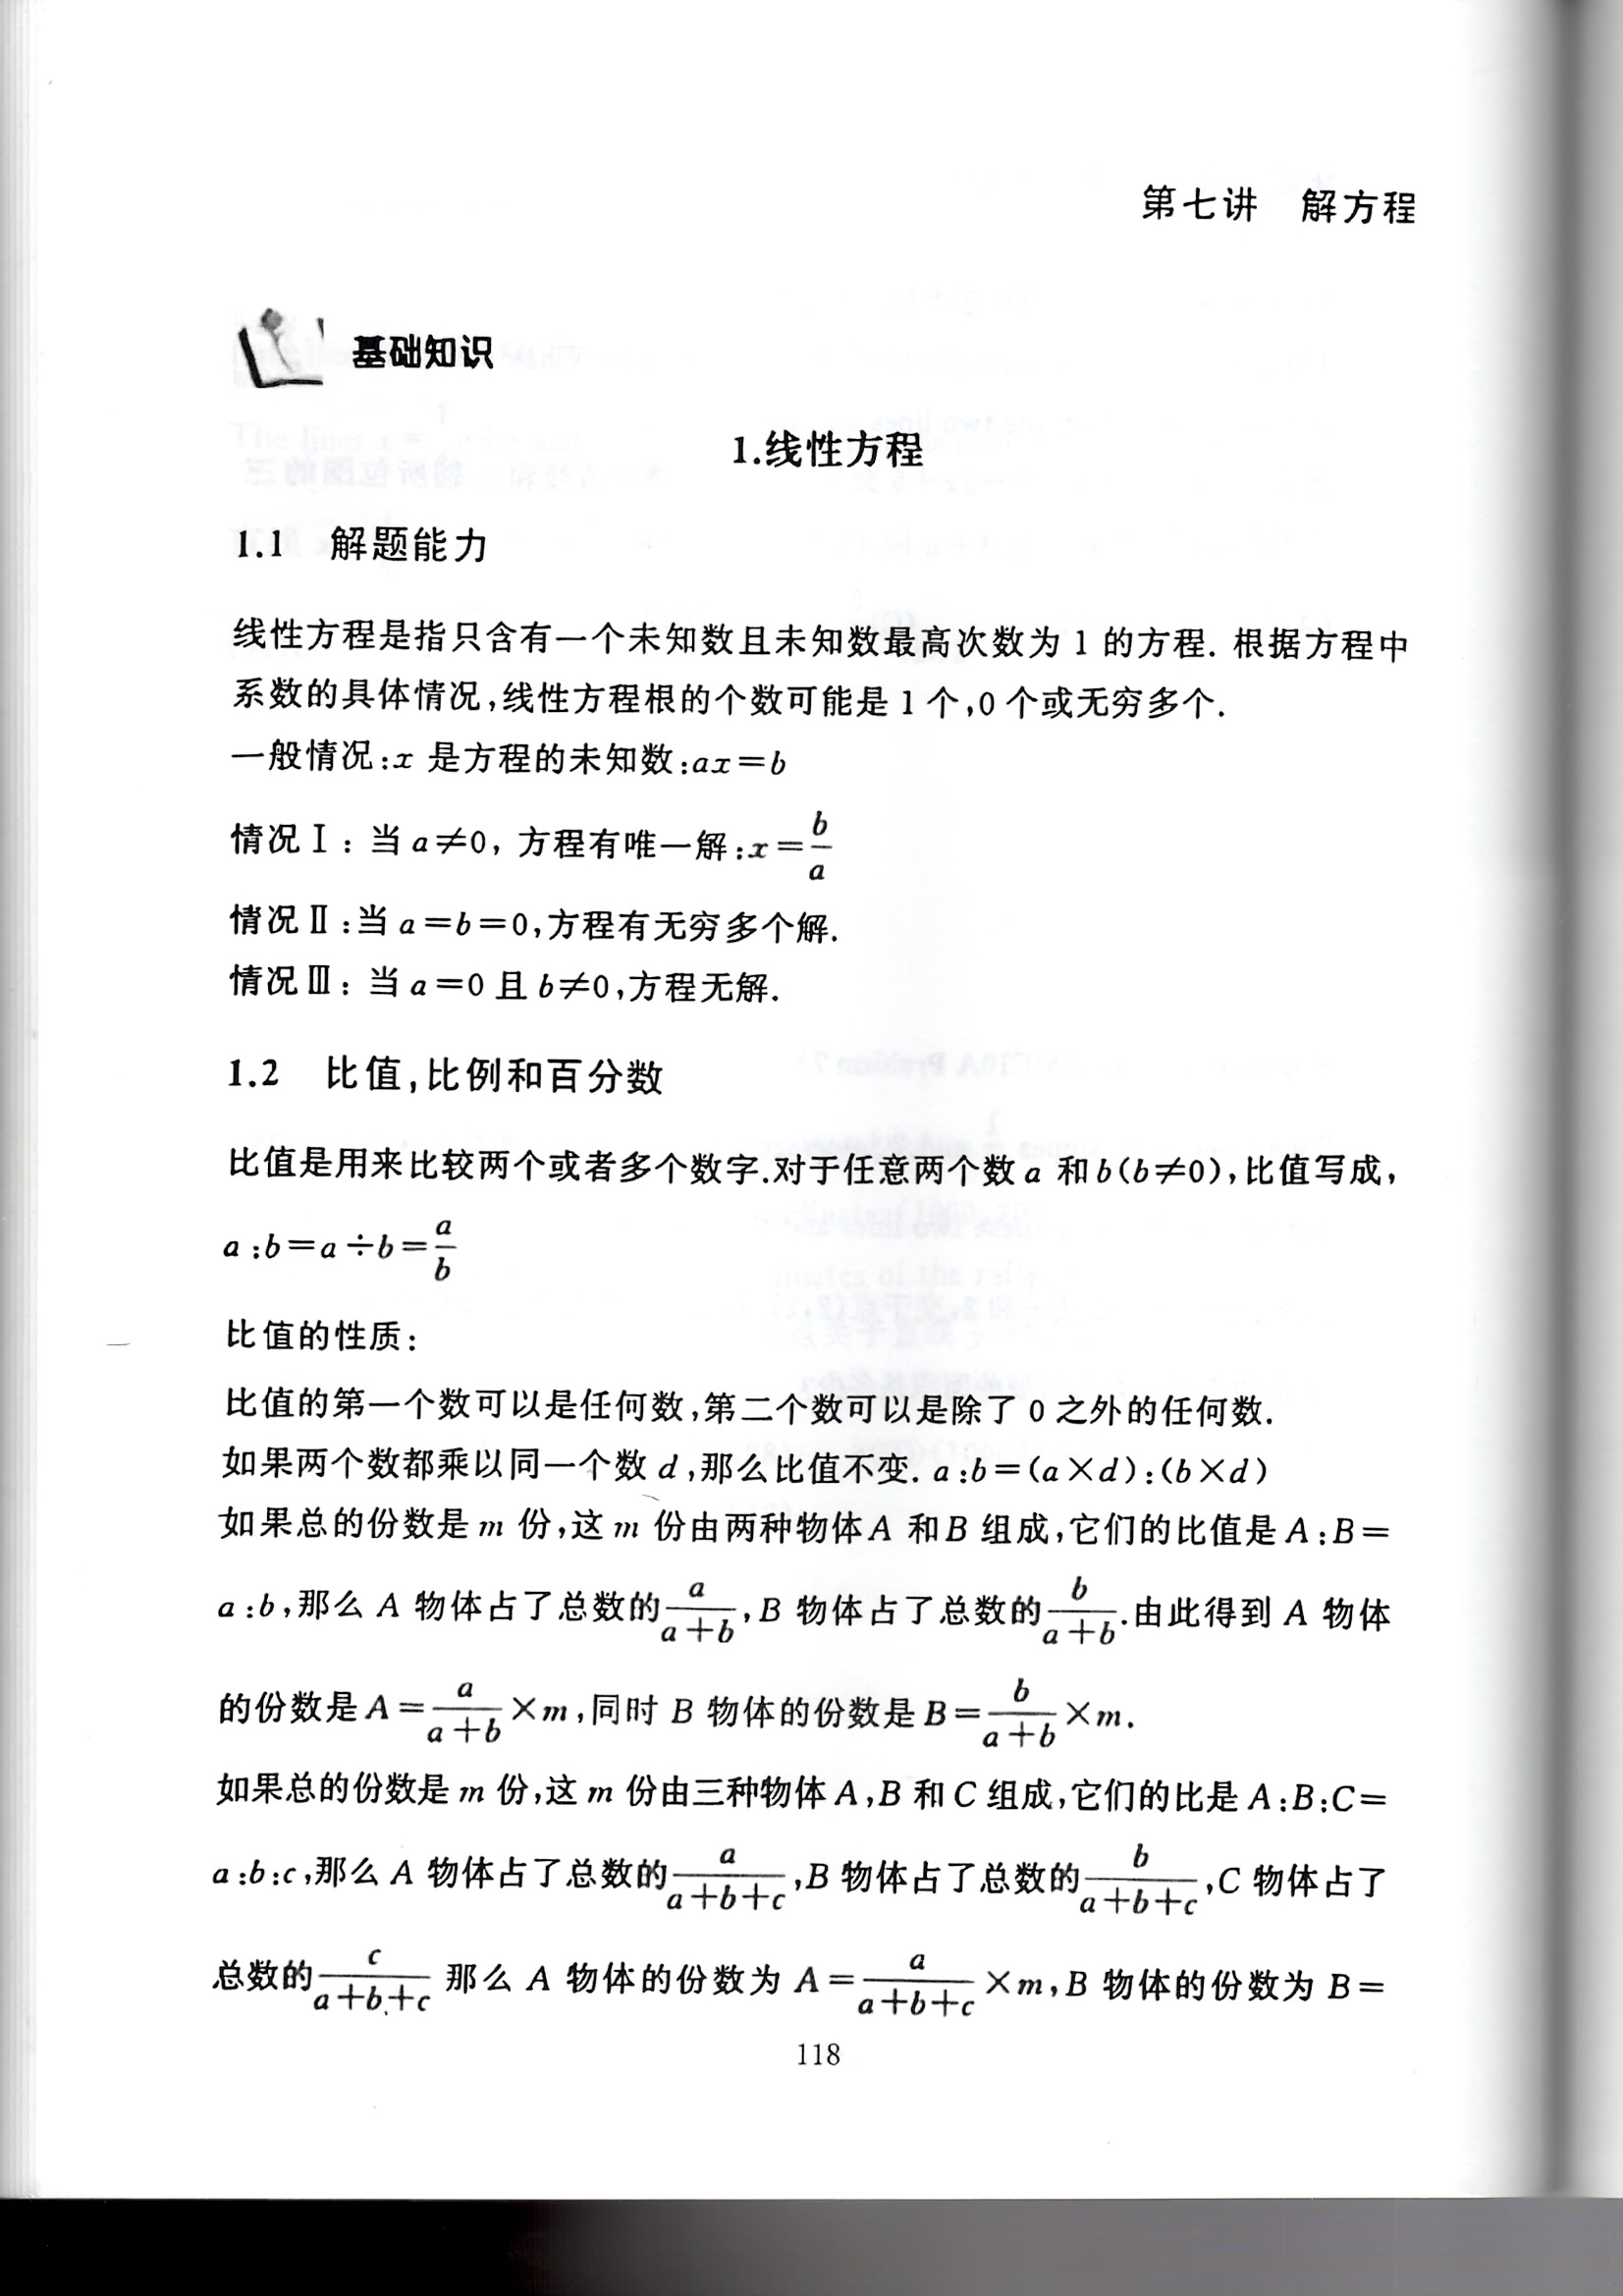 第七讲 解方程
基础知识
1.线性方程
1.1 解题能力
线性方程是指只含有一个未知数且未知数最高次数为 1 的方程. 根据方程中
系数的具体情况,线性方程根的个数可能是 1 个,0 个或无穷多个.
一般情况:x 是方程的未知数:ax=b
情况Ⅰ: 当 a≠0, 方程有唯一解:x=\frac{b}{a}
情况Ⅱ:当 a=b=0,方程有无穷多个解.
情况Ⅲ: 当 a=0 且 b≠0,方程无解.
1.2 比值,比例和百分数
比值是用来比较两个或者多个数字.对于任意两个数 a 和 b(b≠0),比值写成,
a:b=a÷b=\frac{a}{b}
比值的性质:
比值的第一个数可以是任何数,第二个数可以是除了 0 之外的任何数.
如果两个数都乘以同一个数 d,那么比值不变. a:b=(a×d):(b×d)
如果总的份数是 m 份,这 m 份由两种物体 A 和 B 组成,它们的比值是 A:B=
a:b,那么 A 物体占了总数的\frac{a}{a+b},B 物体占了总数的\frac{b}{a+b}.由此得到 A 物体
的份数是 A=\frac{a}{a+b}×m,同时 B 物体的份数是 B=\frac{b}{a+b}×m.
如果总的份数是 m 份,这 m 份由三种物体 A,B 和 C 组成,它们的比是 A:B:C=
a:b:c,那么 A 物体占了总数的\frac{a}{a+b+c},B 物体占了总数的\frac{b}{a+b+c},C 物体占了
总数的\frac{c}{a+b+c} 那么 A 物体的份数为 A=\frac{a}{a+b+c}×m,B 物体的份数为 B=
118